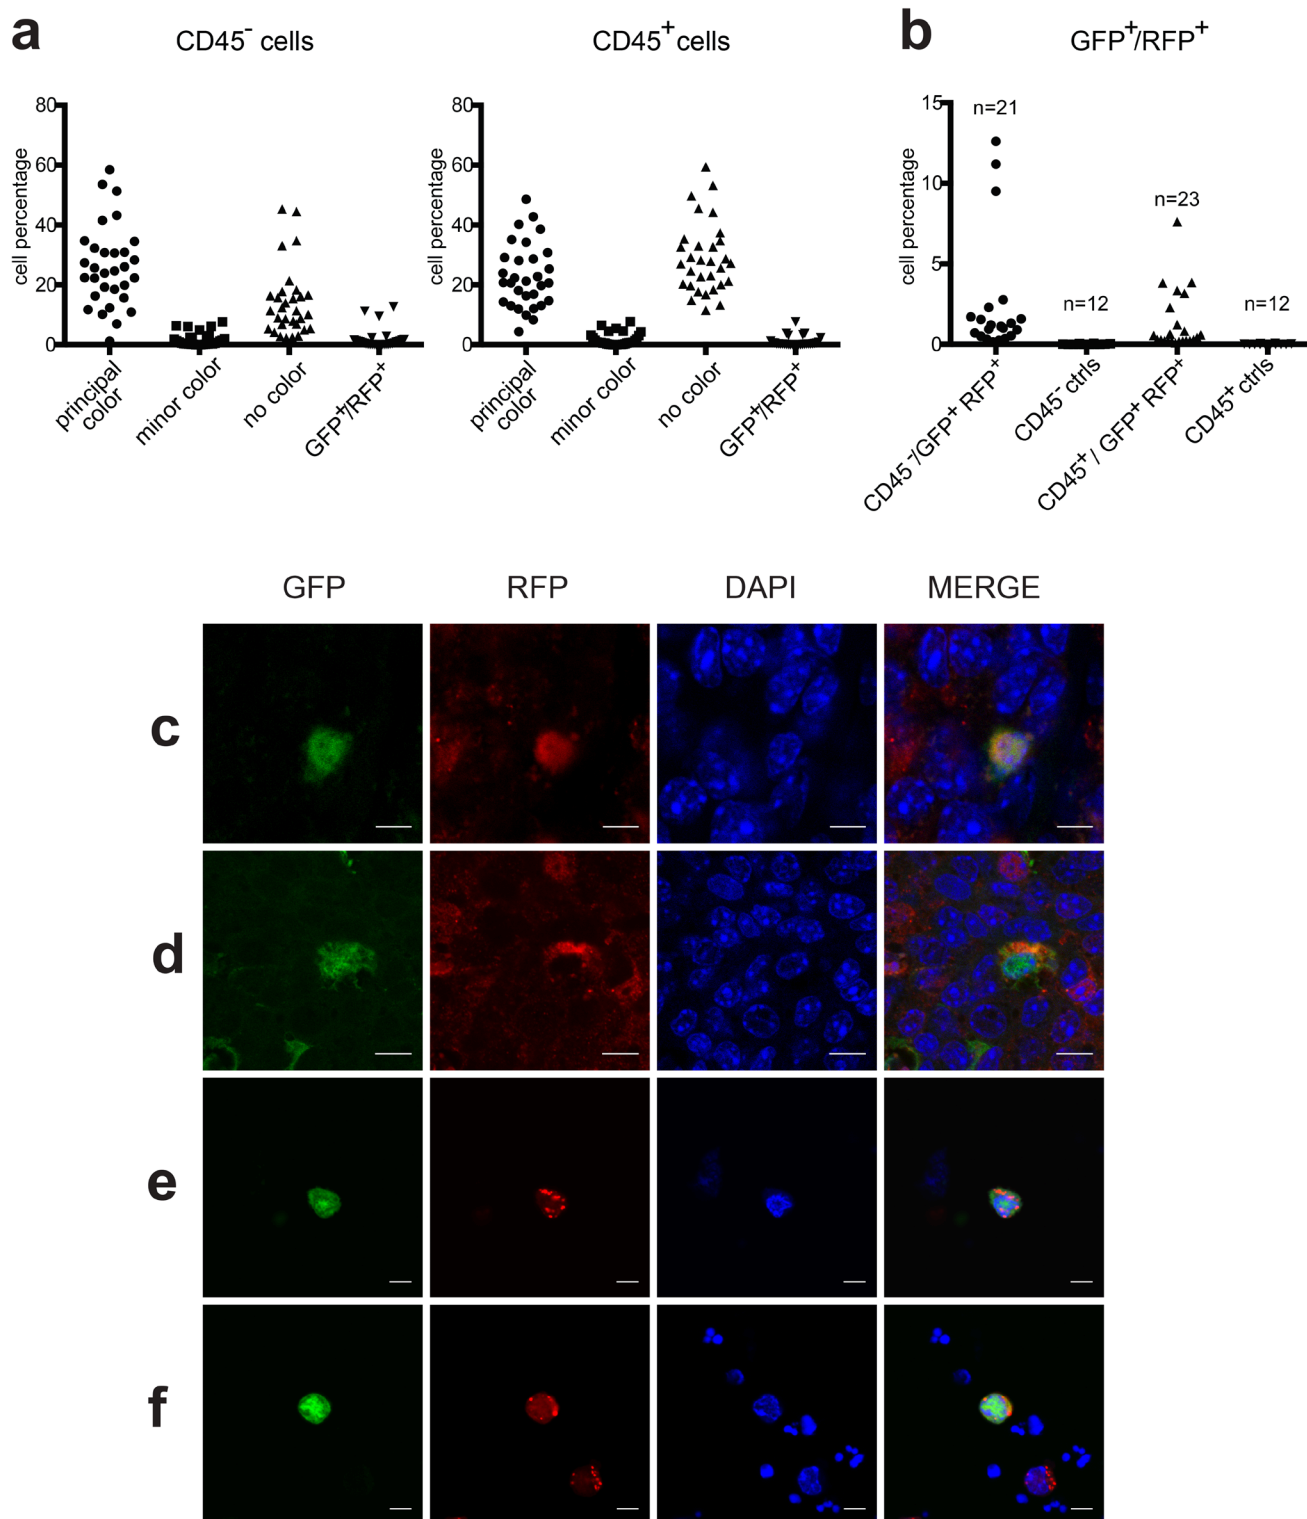 a
CD45⁻ cells
CD45⁺ cells
b
GFP⁺/RFP⁺
cell percentage
80
60
40
20
0
principal
color
minor color
no color
GFP⁺/RFP⁺
cell percentage
80
60
40
20
0
principal
color
minor color
no color
GFP⁺/RFP⁺
cell percentage
15
10
5
0
n=21
n=12
n=23
n=12
CD45⁻/GFP⁺ RFP⁺
CD45⁻ ctrls
CD45⁺/ GFP⁺ RFP⁺
CD45⁺ ctrls
GFP
RFP
DAPI
MERGE
c
d
e
f